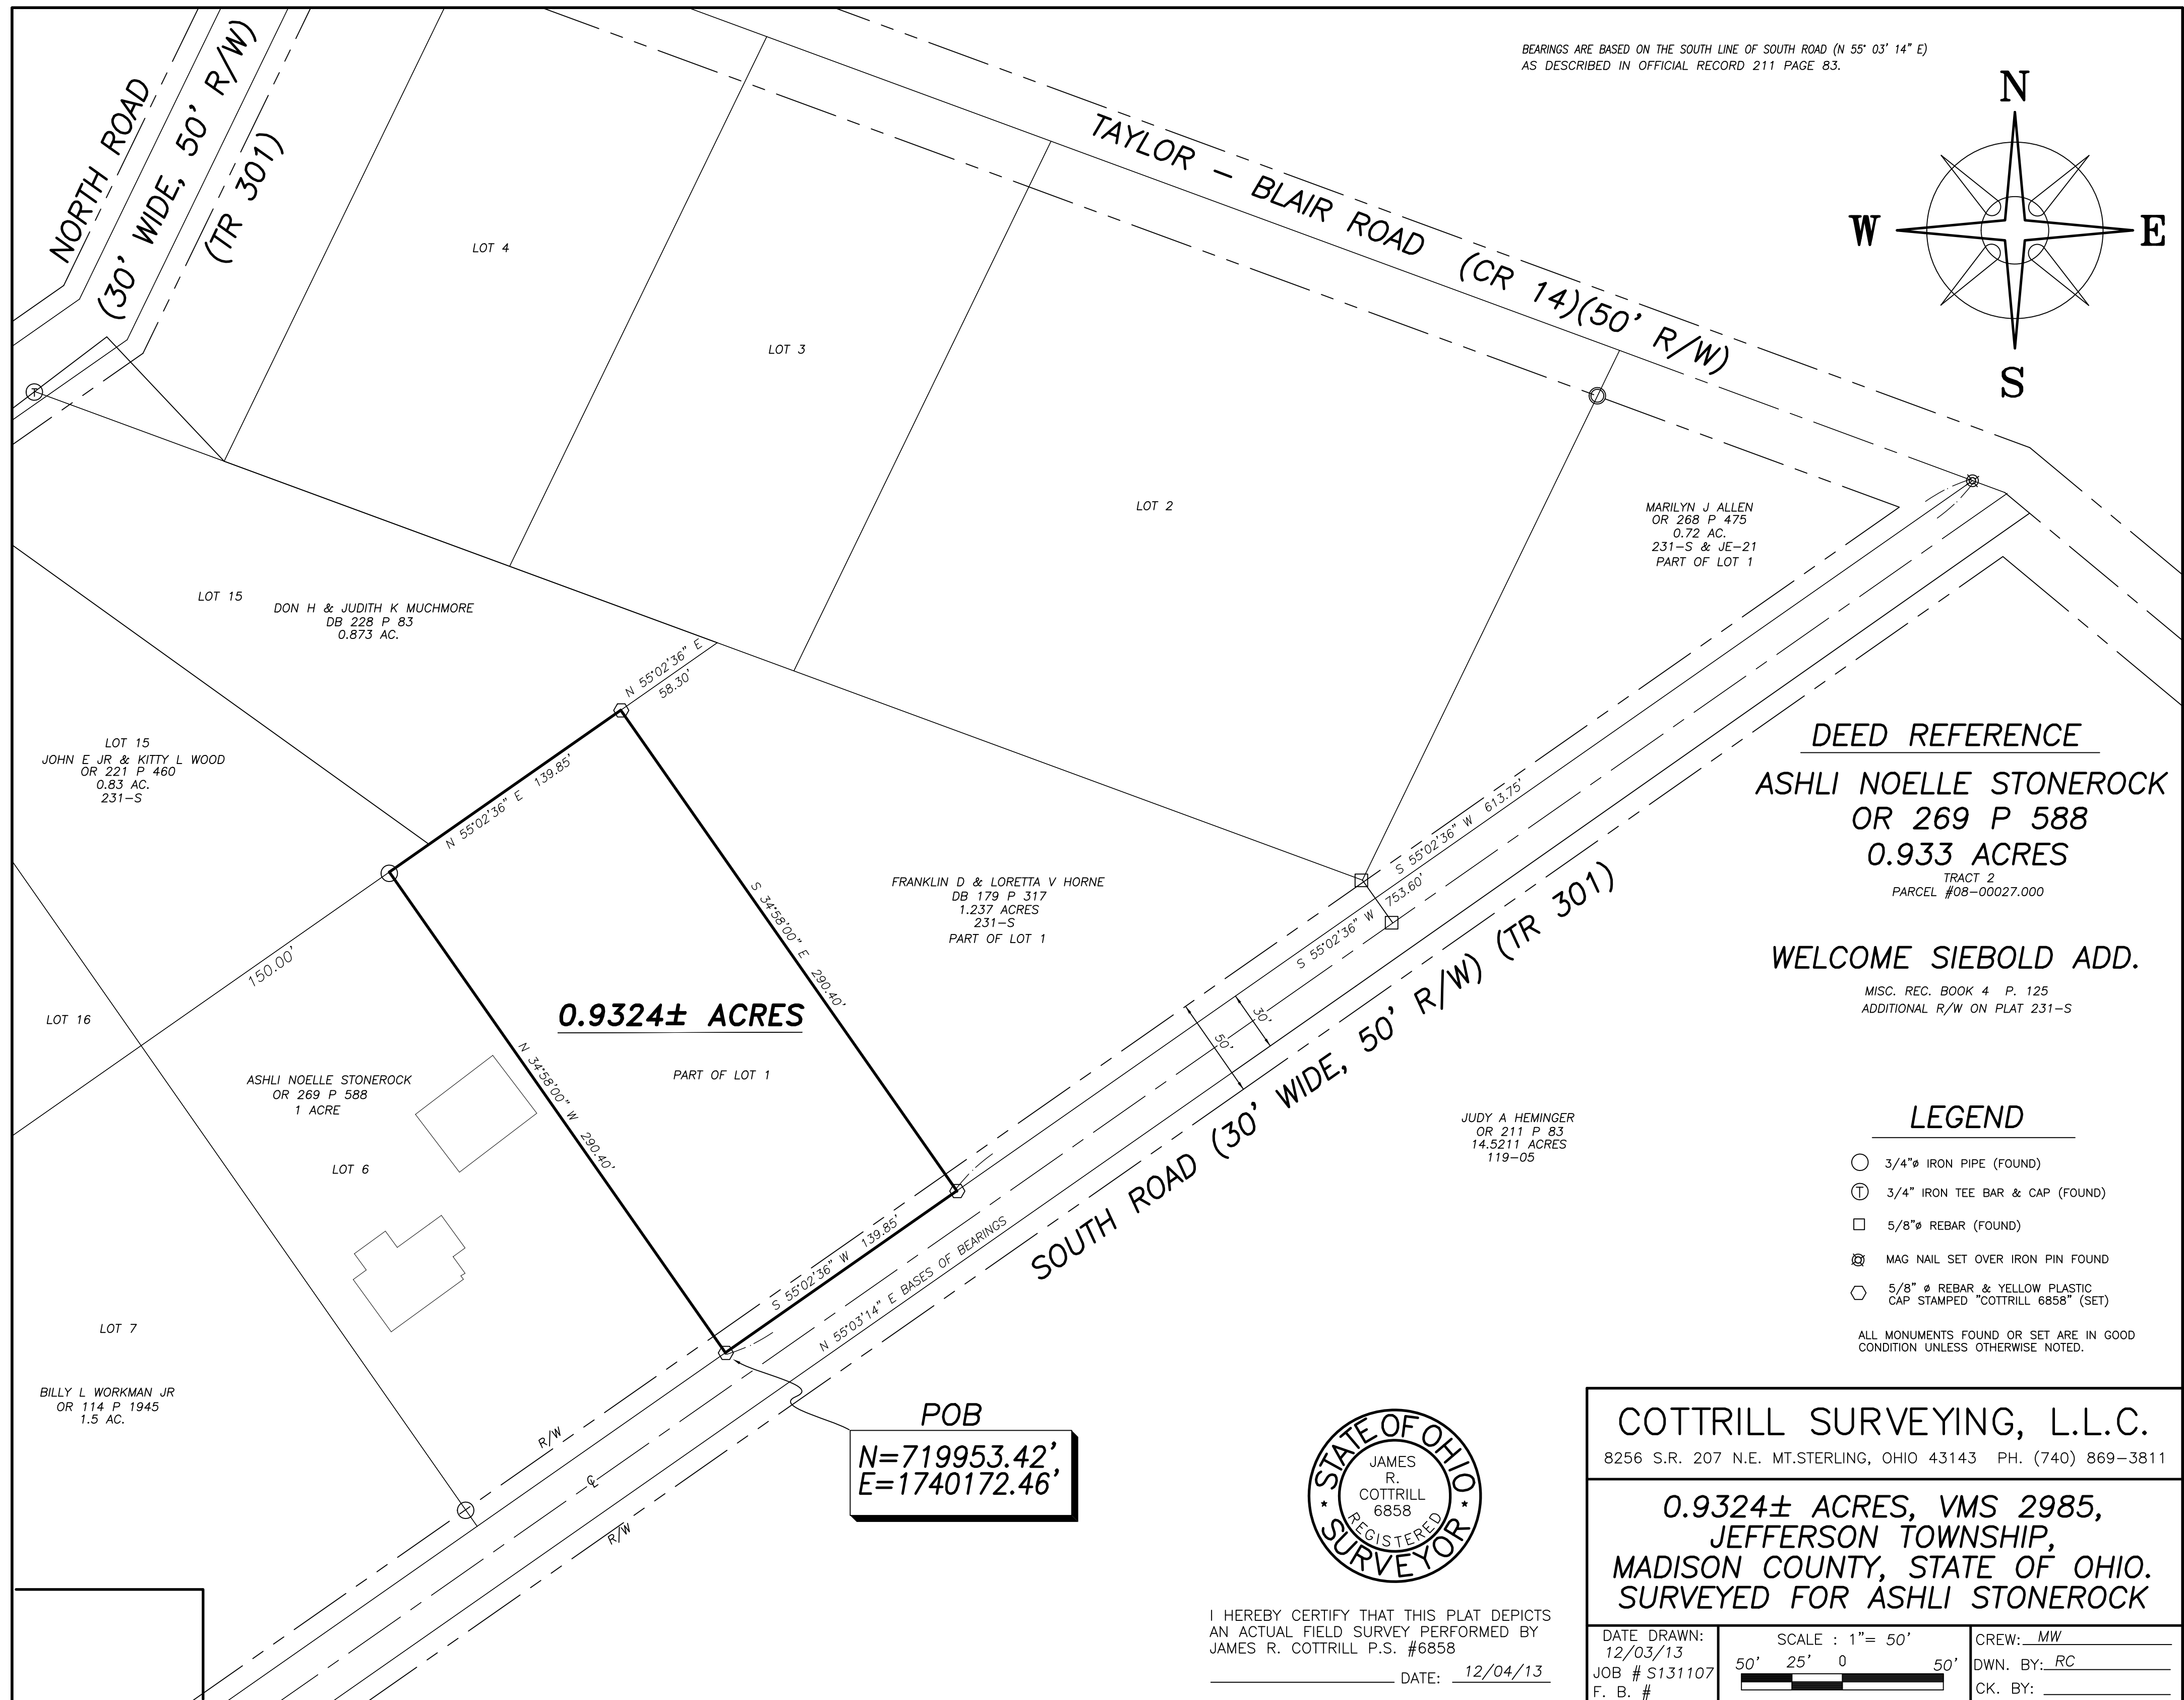 BEARINGS ARE BASED ON THE SOUTH LINE OF SOUTH ROAD (N 55° 03' 14" E)
AS DESCRIBED IN OFFICIAL RECORD 211 PAGE 83.
N
W
E
S
NORTH ROAD
(30' WIDE, 50' R/W)
(TR 301)
TAYLOR - BLAIR ROAD (CR 14)(50' R/W)
LOT 4
LOT 3
LOT 2
MARILYN J ALLEN
OR 268 P 475
0.72 AC.
231-S & JE-21
PART OF LOT 1
LOT 15
DON H & JUDITH K MUCHMORE
DB 228 P 83
0.873 AC.
N 55°02'36" E
58.30'
LOT 15
JOHN E JR & KITTY L WOOD
OR 221 P 460
0.83 AC.
231-S
N 55°02'36" E 139.85'
S 34°58'00" E 290.40'
FRANKLIN D & LORETTA V HORNE
DB 179 P 317
1.237 ACRES
231-S
PART OF LOT 1
S 55°02'36" W 613.75'
S 55°02'36" W 753.60'
150.00'
LOT 16
0.9324± ACRES
PART OF LOT 1
N 34°58'00" W 290.40'
ASHLI NOELLE STONEROCK
OR 269 P 588
1 ACRE
LOT 6
LOT 7
BILLY L WORKMAN JR
OR 114 P 1945
1.5 AC.
30'
50'
SOUTH ROAD (30' WIDE, 50' R/W) (TR 301)
JUDY A HEMINGER
OR 211 P 83
14.5211 ACRES
119-05
S 55°02'36" W 139.85'
N 55°03'14" E BASES OF BEARINGS
R/W
℄
R/W
POB
N=719953.42',
E=1740172.46'
DEED REFERENCE
ASHLI NOELLE STONEROCK
OR 269 P 588
0.933 ACRES
TRACT 2
PARCEL #08-00027.000
WELCOME SIEBOLD ADD.
MISC. REC. BOOK 4 P. 125
ADDITIONAL R/W ON PLAT 231-S
LEGEND
3/4"ø IRON PIPE (FOUND)
T 3/4" IRON TEE BAR & CAP (FOUND)
5/8"ø REBAR (FOUND)
MAG NAIL SET OVER IRON PIN FOUND
5/8" ø REBAR & YELLOW PLASTIC
CAP STAMPED "COTTRILL 6858" (SET)
ALL MONUMENTS FOUND OR SET ARE IN GOOD
CONDITION UNLESS OTHERWISE NOTED.
STATE OF OHIO
JAMES
R.
COTTRILL
6858
REGISTERED
SURVEYOR
I HEREBY CERTIFY THAT THIS PLAT DEPICTS
AN ACTUAL FIELD SURVEY PERFORMED BY
JAMES R. COTTRILL P.S. #6858
DATE: 12/04/13
COTTRILL SURVEYING, L.L.C.
8256 S.R. 207 N.E. MT.STERLING, OHIO 43143 PH. (740) 869-3811
0.9324± ACRES, VMS 2985,
JEFFERSON TOWNSHIP,
MADISON COUNTY, STATE OF OHIO.
SURVEYED FOR ASHLI STONEROCK
DATE DRAWN:
12/03/13
JOB # S131107
F. B. #
SCALE : 1"= 50'
50' 25' 0 50'
CREW: MW
DWN. BY: RC
CK. BY: